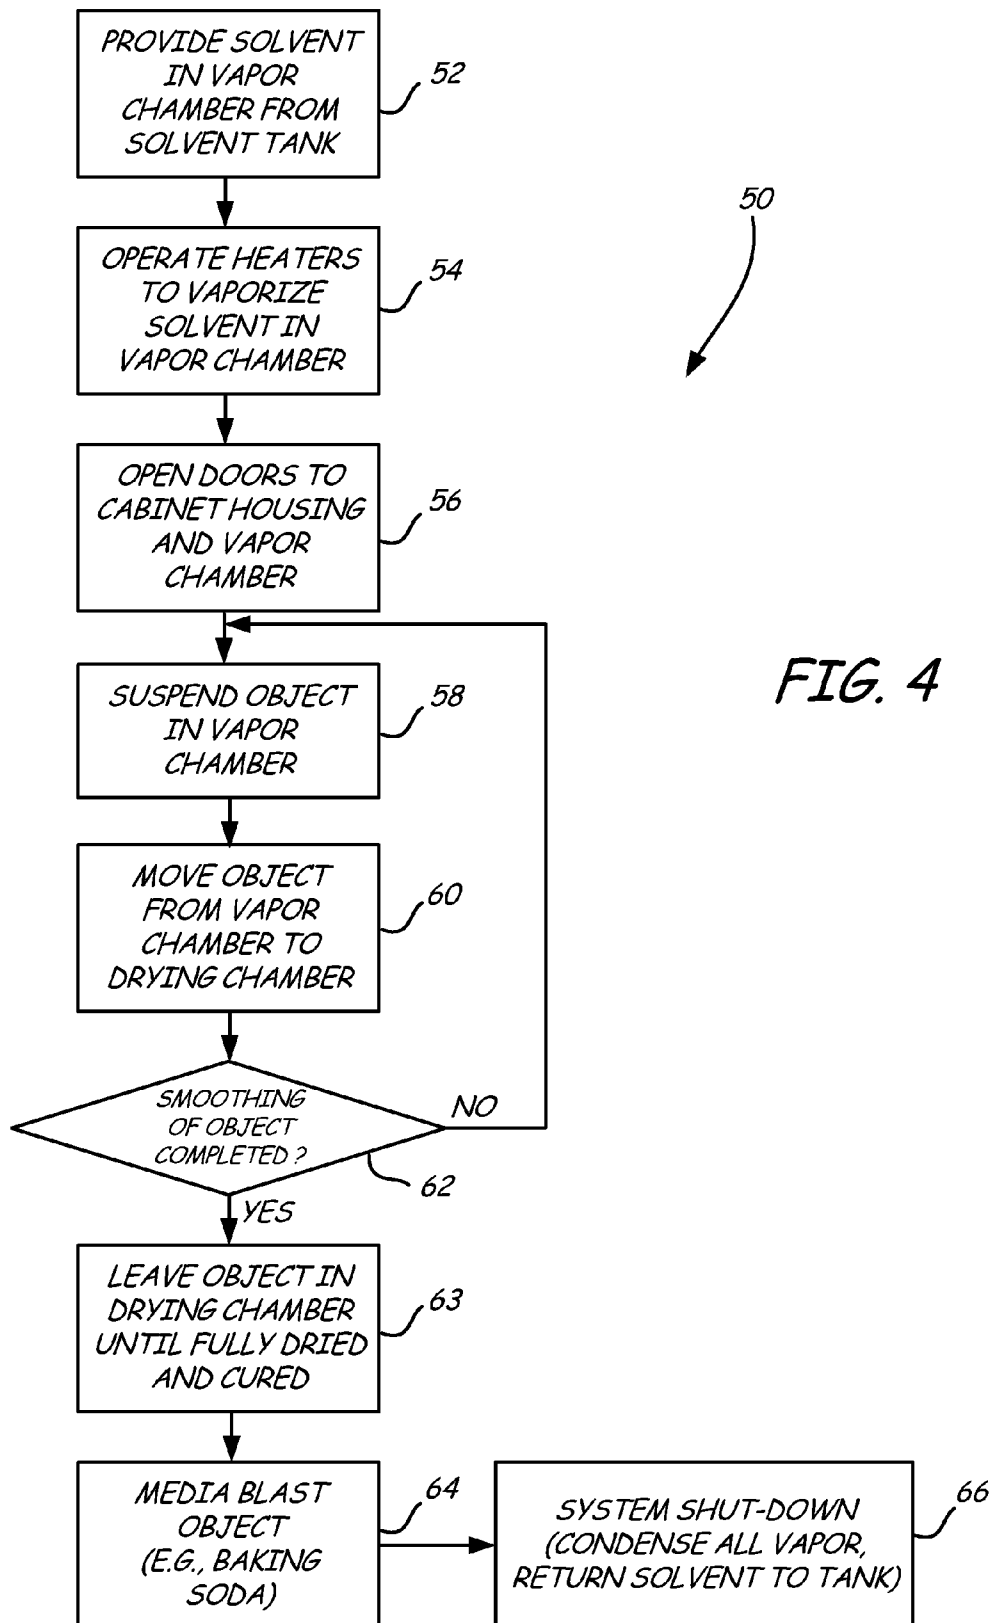 PROVIDE SOLVENT
IN VAPOR
CHAMBER FROM
SOLVENT TANK
52
50
OPERATE HEATERS
TO VAPORIZE
SOLVENT IN
VAPOR CHAMBER
54
OPEN DOORS TO
CABINET HOUSING
AND VAPOR
CHAMBER
56
SUSPEND OBJECT
IN VAPOR
CHAMBER
58
FIG. 4
MOVE OBJECT
FROM VAPOR
CHAMBER TO
DRYING CHAMBER
60
SMOOTHING
OF OBJECT
COMPLETED ?
NO
62
YES
LEAVE OBJECT IN
DRYING CHAMBER
UNTIL FULLY DRIED
AND CURED
63
MEDIA BLAST
OBJECT
(E.G., BAKING
SODA)
64
SYSTEM SHUT-DOWN
(CONDENSE ALL VAPOR,
RETURN SOLVENT TO TANK)
66